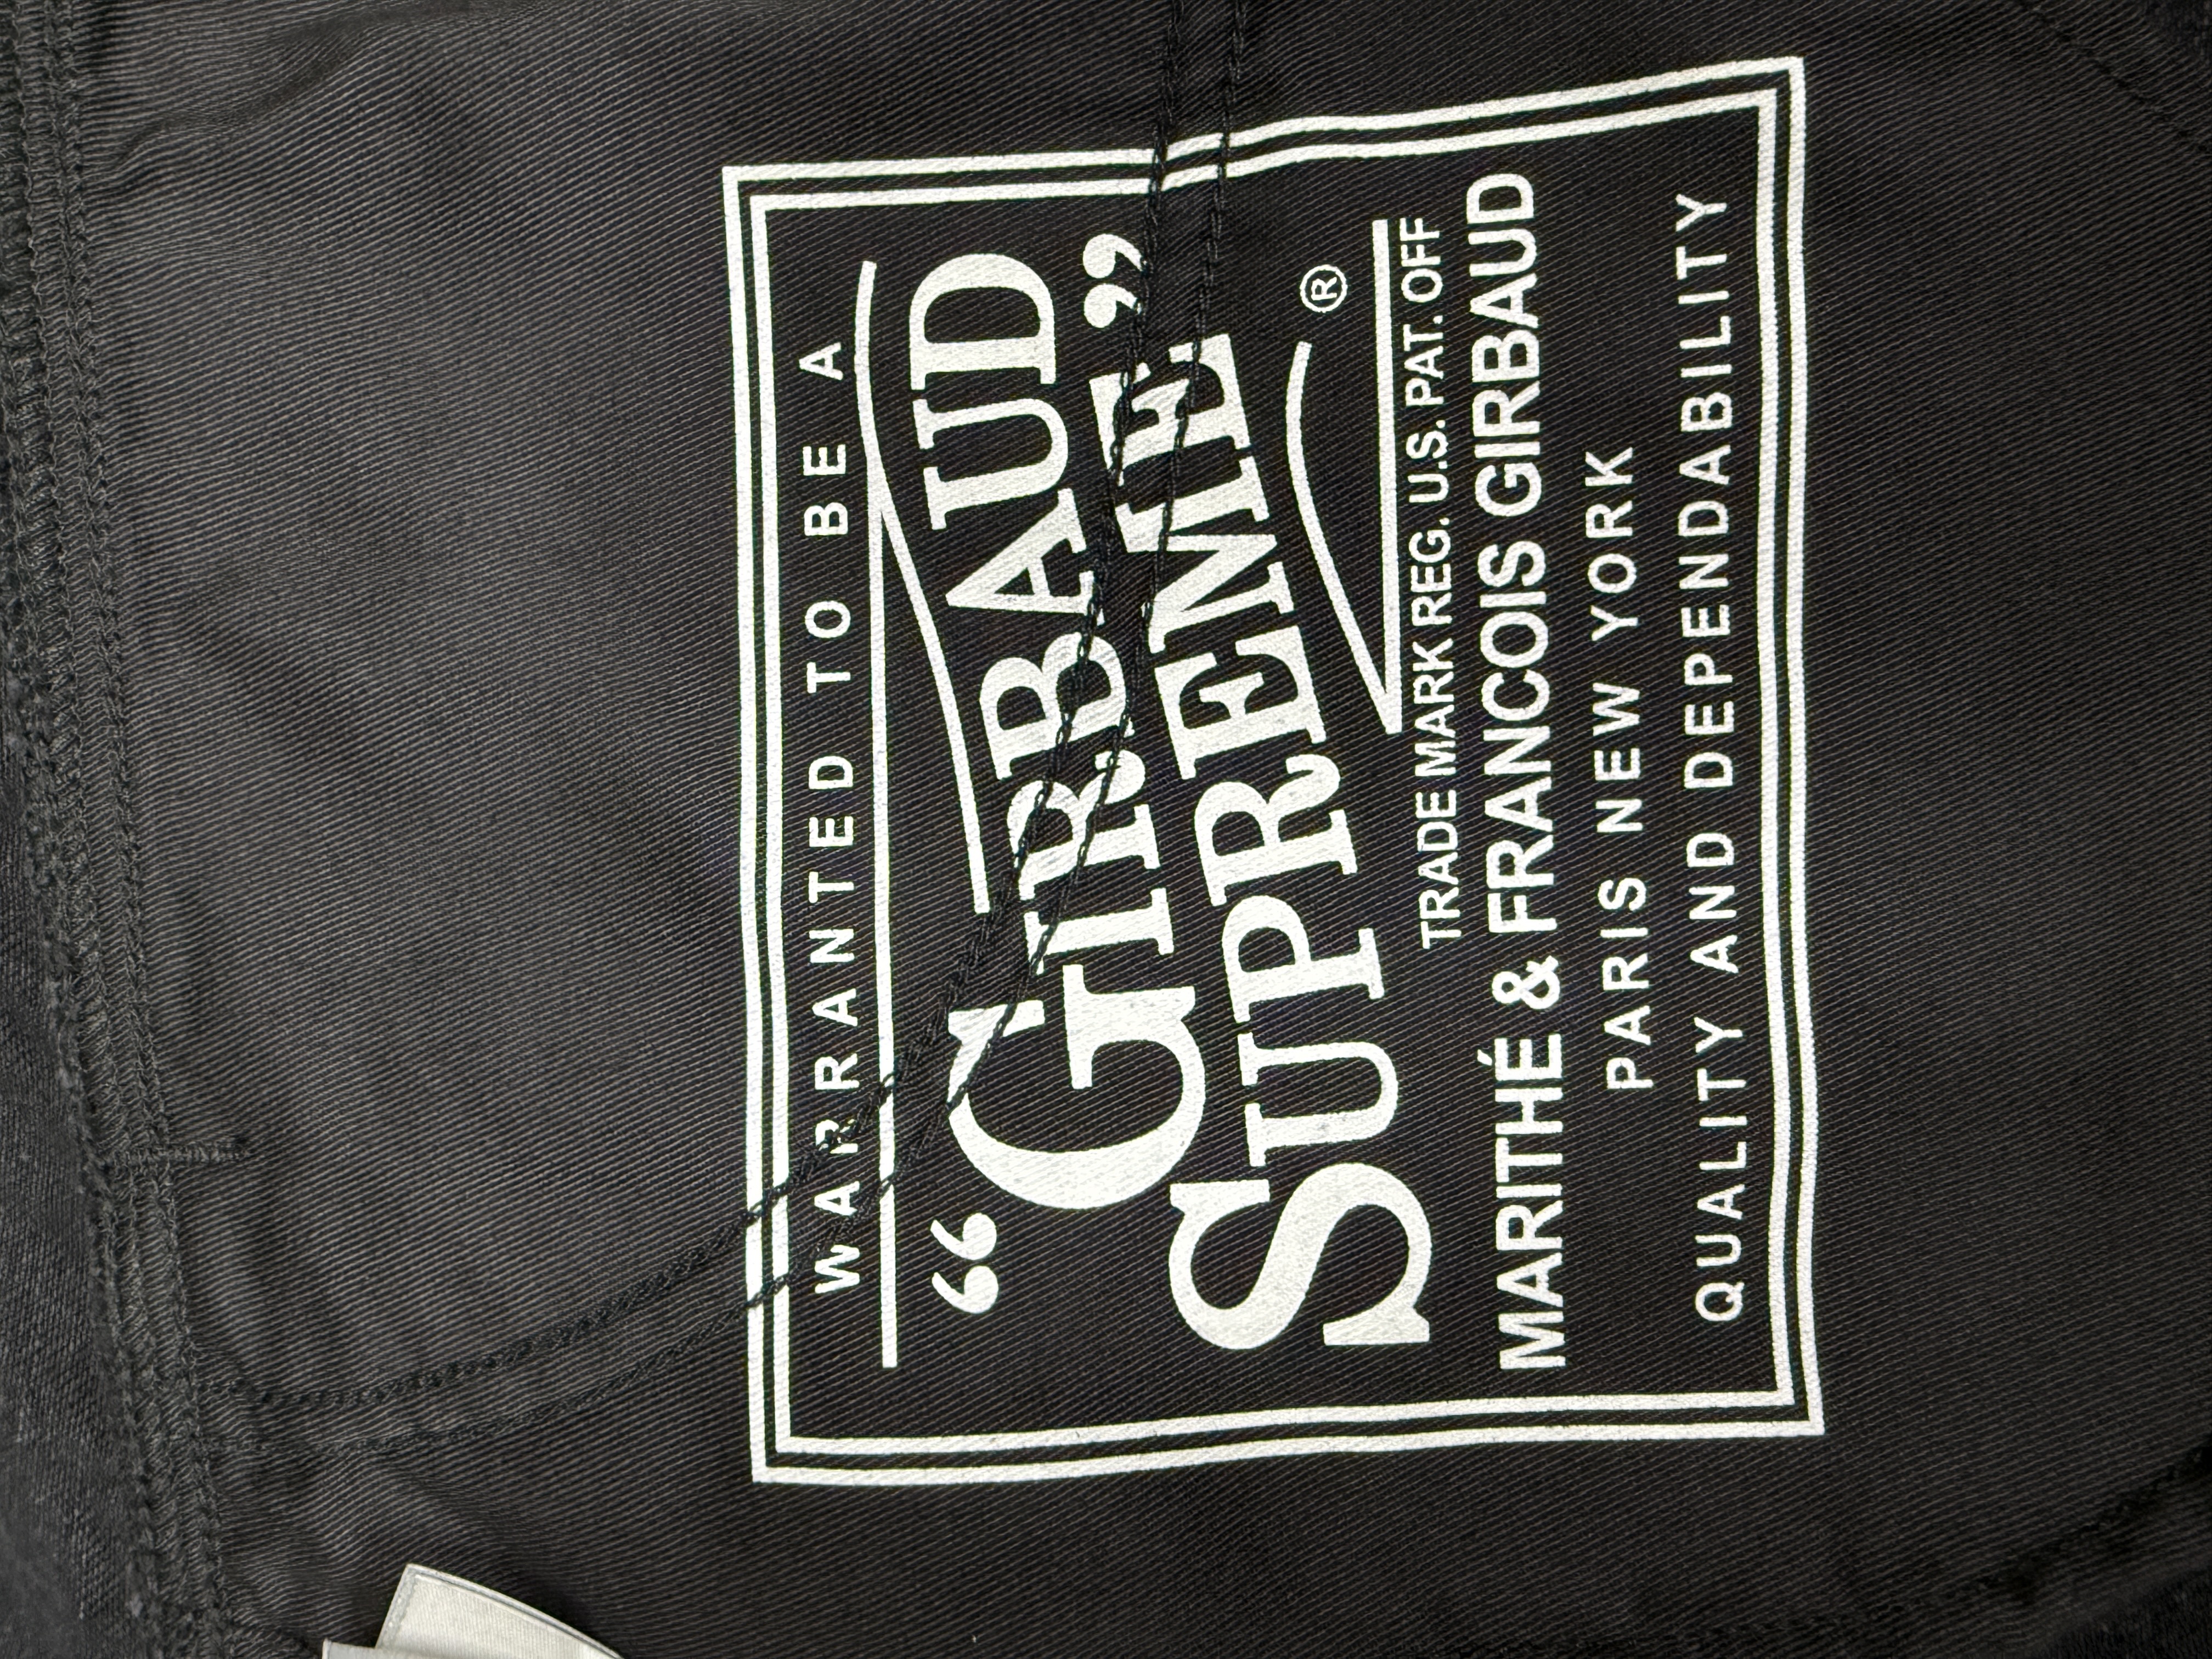 WARRANTED TO BE A
“GIRBAUD
SUPREME”
®
TRADE MARK REG. U.S. PAT. OFF
MARITHÉ & FRANCOIS GIRBAUD
PARIS NEW YORK
QUALITY AND DEPENDABILITY